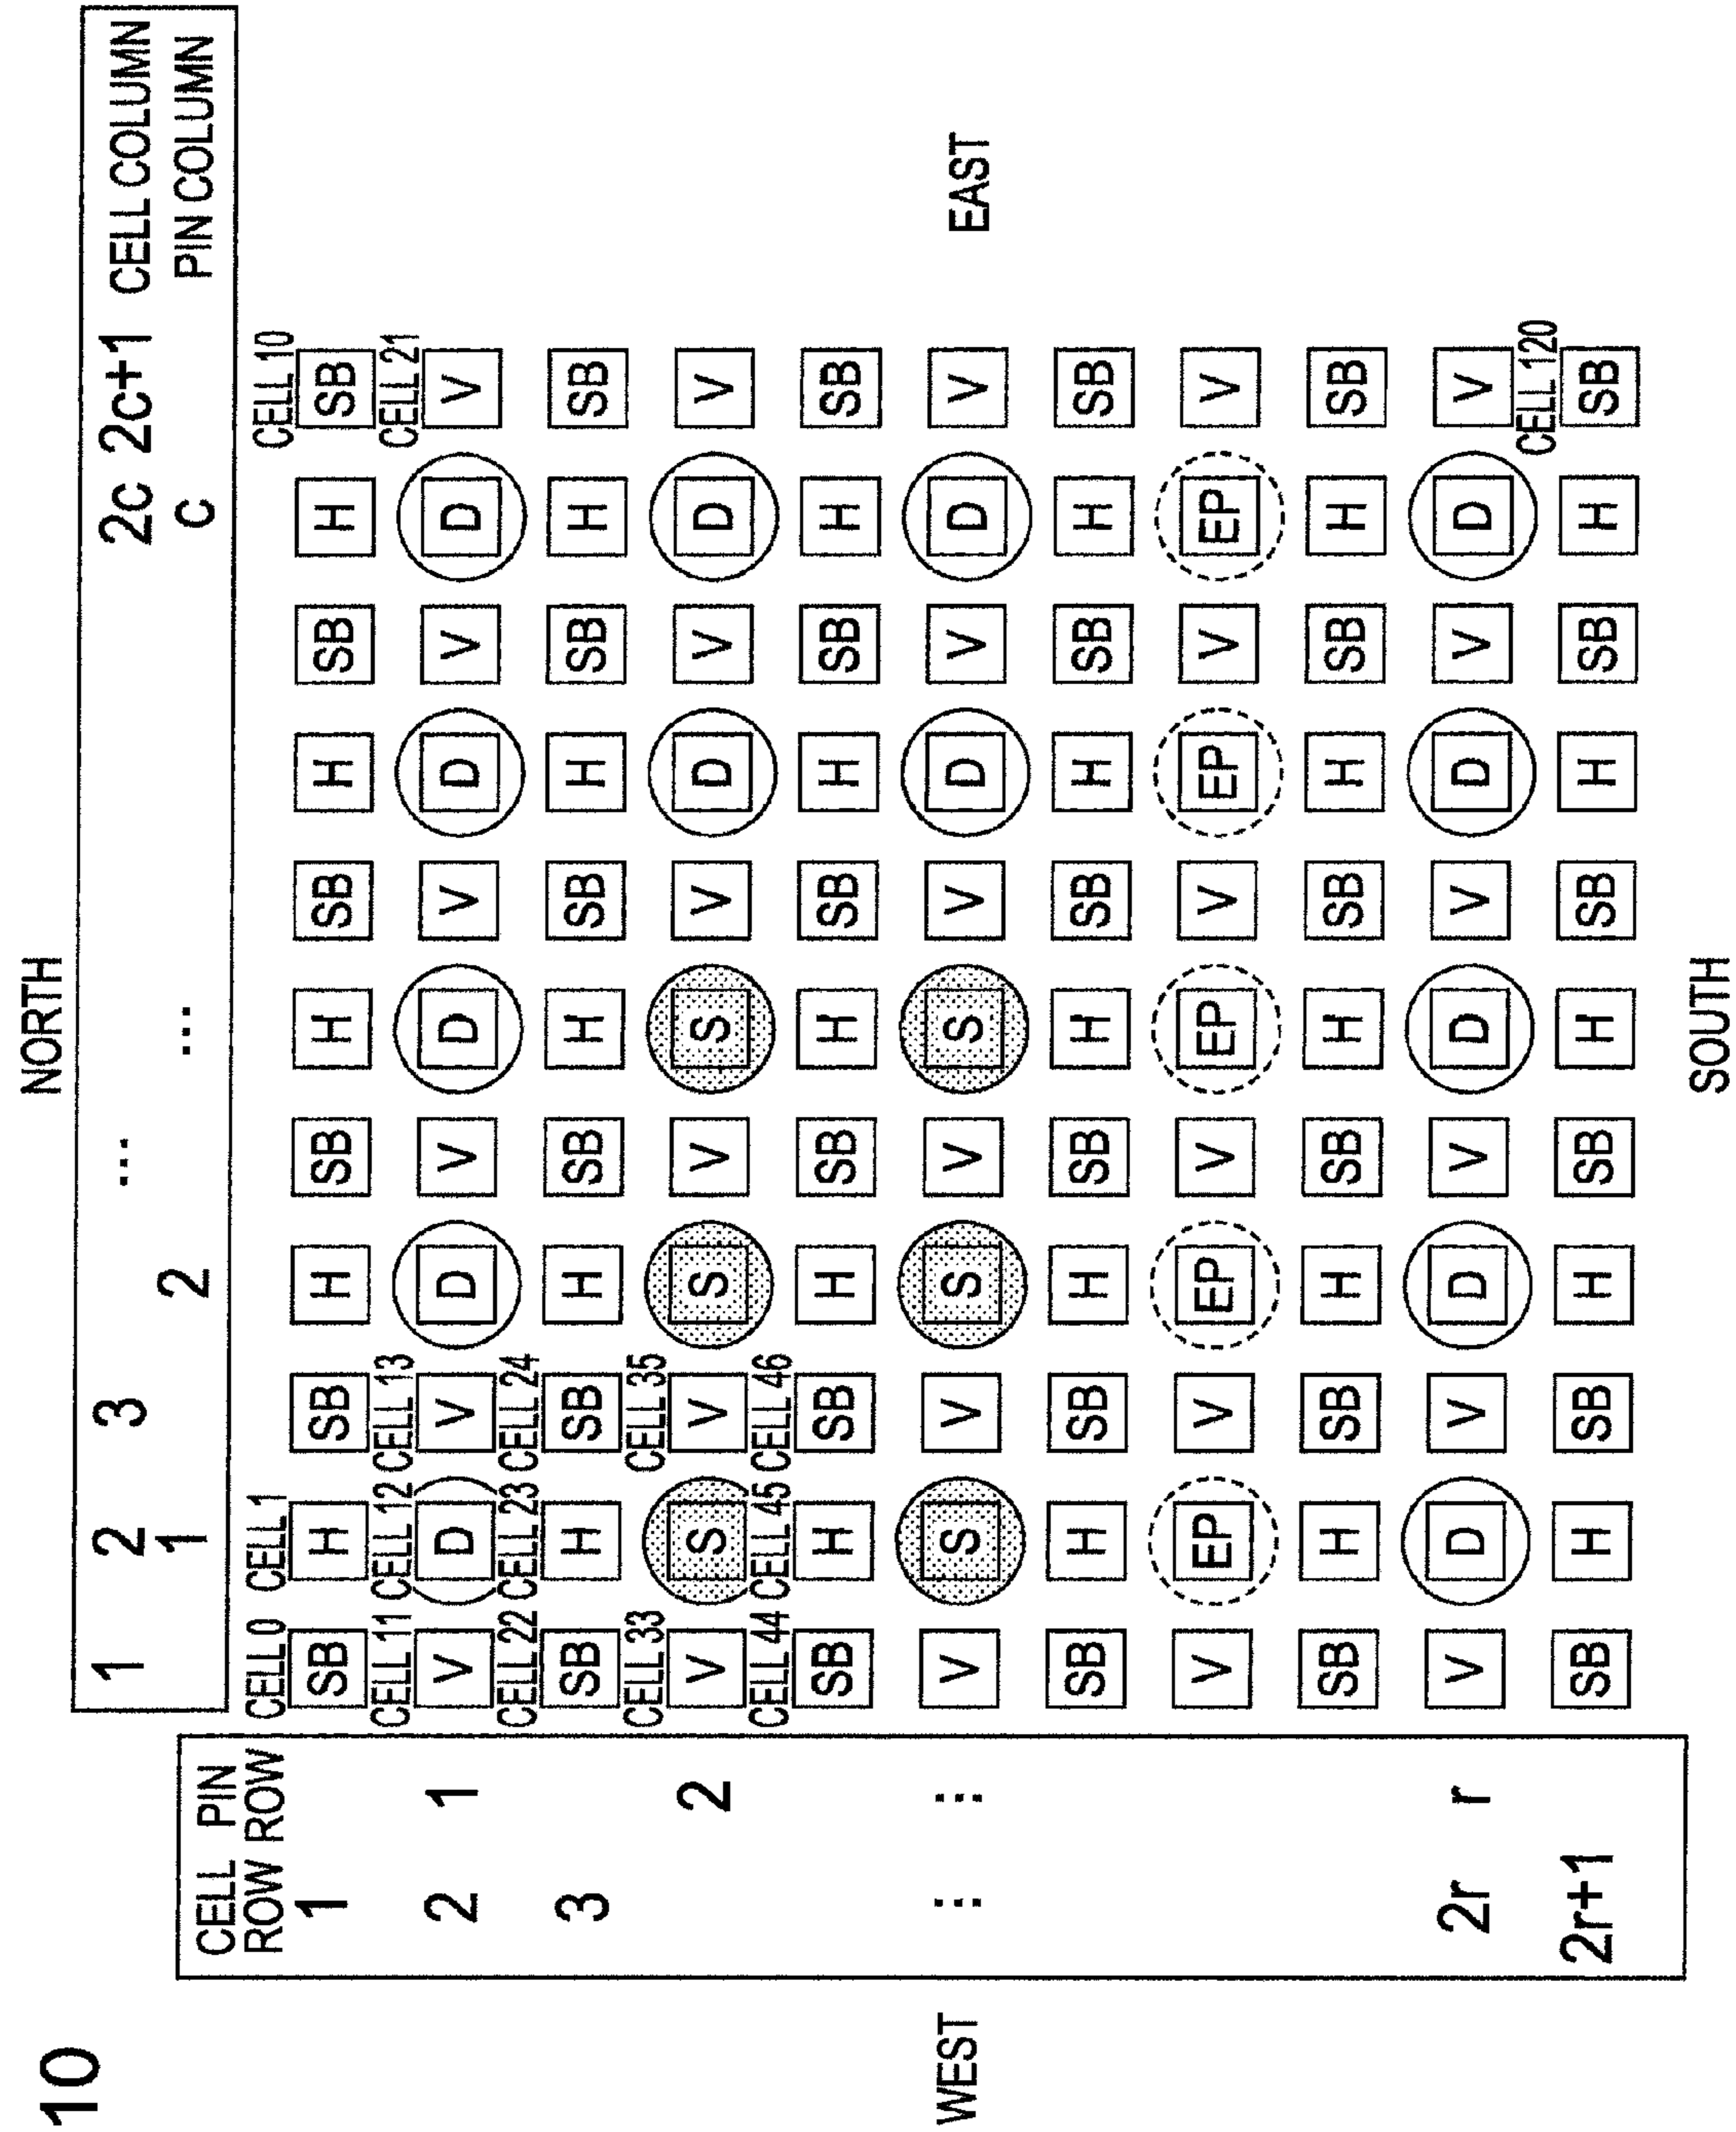 10
NORTH
1 2 3 ... 2c 2c+1 CELL COLUMN
1 2 ... c PIN COLUMN
CELL PIN
ROW ROW
CELL 0 CELL 1 CELL 10
1 SB H SB H SB H SB H SB H SB
CELL 11 CELL 12 CELL 13 CELL 21
2 1 V D V D V D V D V D V
CELL 22 CELL 23 CELL 24
3 SB H SB H SB H SB H SB H SB
CELL 33 CELL 35
2 V S V S V S V D V D V
CELL 44 CELL 45 CELL 46
SB H SB H SB H SB H SB H SB
WEST ... ... V S V S V S V D V D V EAST
SB H SB H SB H SB H SB H SB
V EP V EP V EP V EP V EP V
SB H SB H SB H SB H SB H SB
2r r V D V D V D V D V D V
CELL 120
2r+1 SB H SB H SB H SB H SB H SB
SOUTH